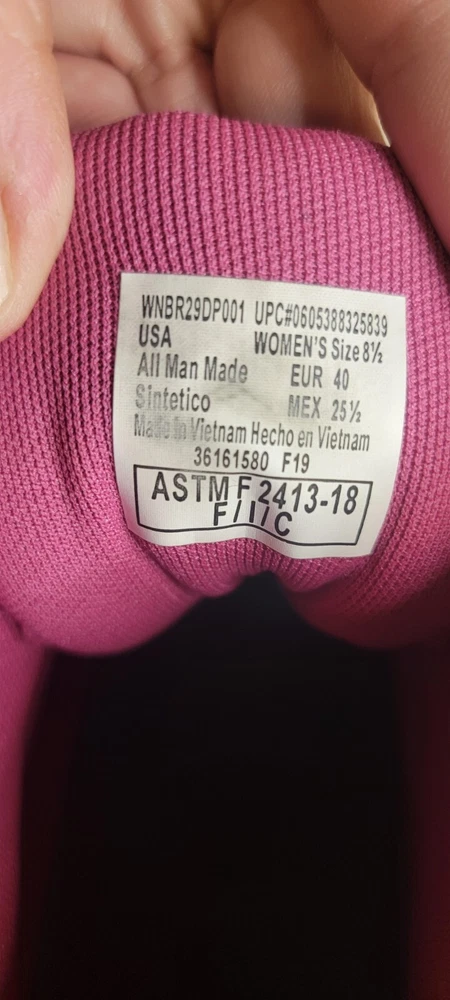 WNBR29DP001 UPC#0605388325839
USA WOMEN'S Size 8½
All Man Made EUR 40
Sintetico MEX 25½
Made in Vietnam Hecho en Vietnam
36161580 F19
ASTM F 2413-18
F/I/C